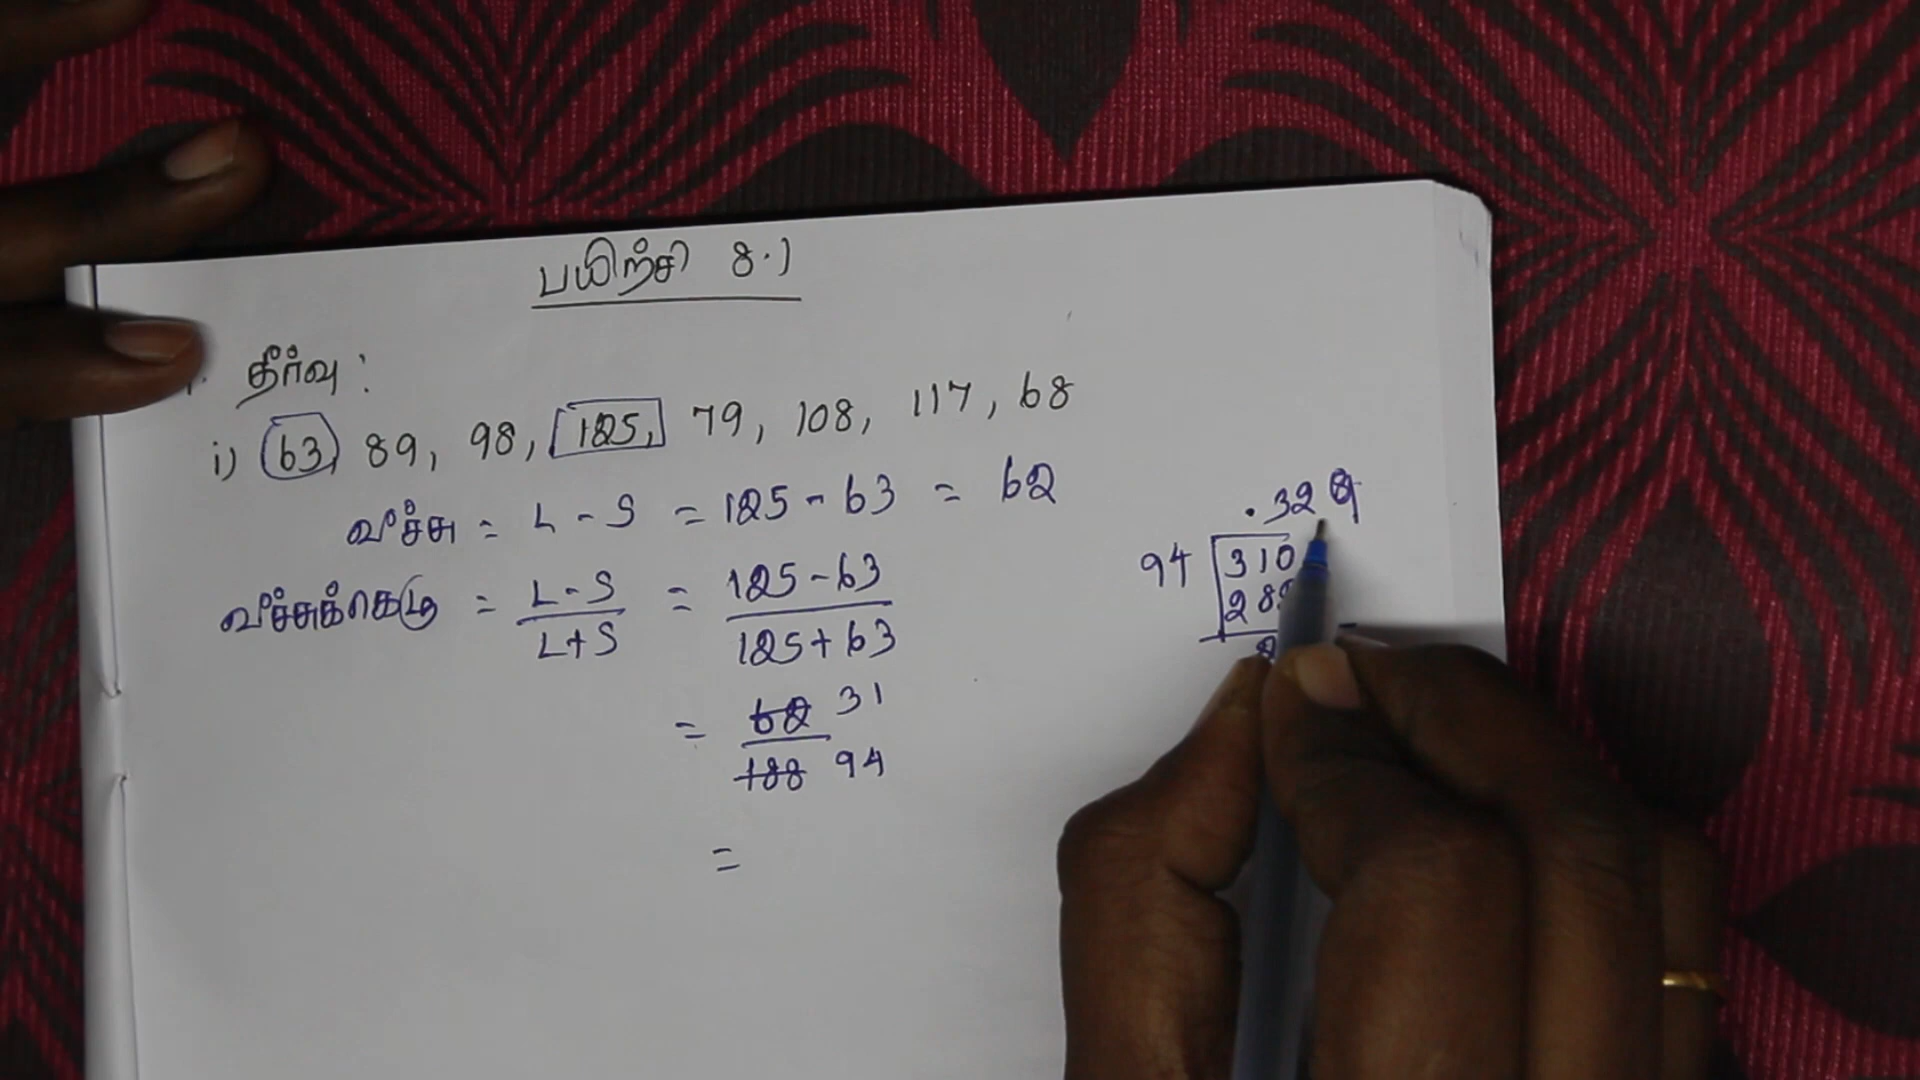 பயிற்சி 8.1
தீர்வு :
i) 63, 89, 98, 125, 79, 108, 117, 68
வீச்சு = L - S = 125 - 63 = 62
வீச்சுக்கெழு = L - S / L + S = 125 - 63 / 125 + 63
= 62 31 / 188 94
=
.329
94 310